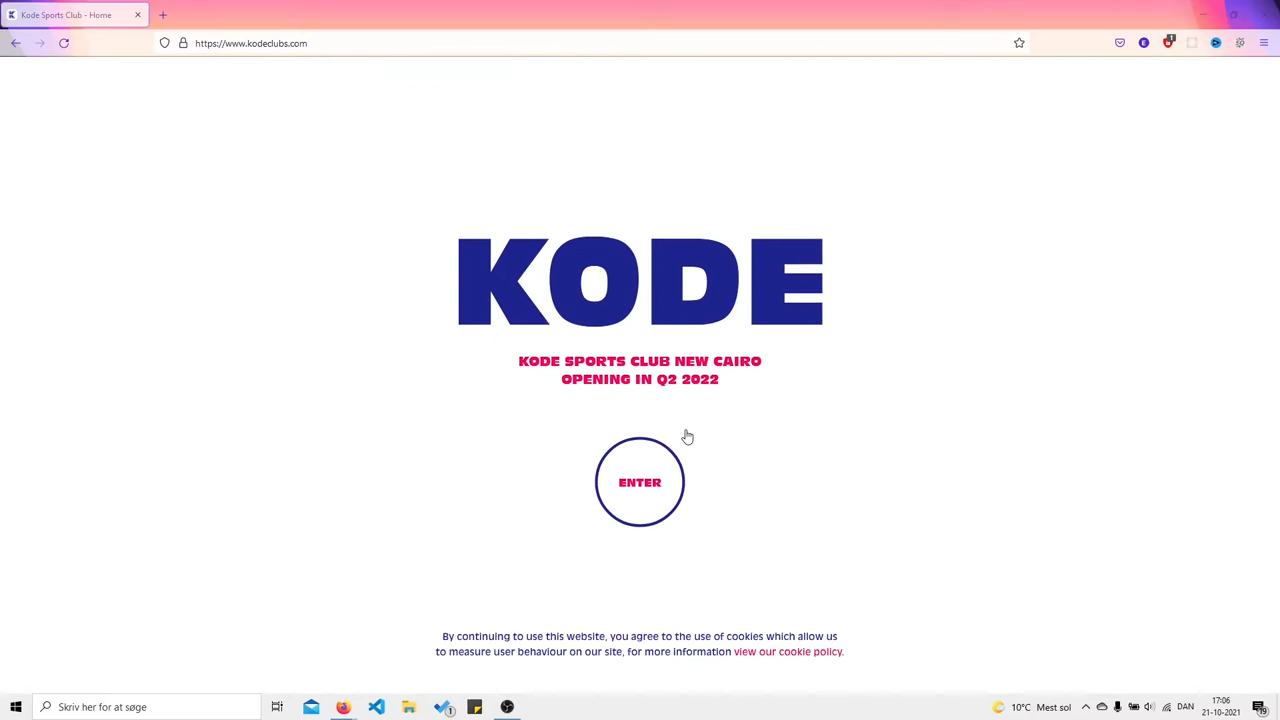 Kode Sports Club - Home
https://www.kodeclubs.com
1
KODE
KODE SPORTS CLUB NEW CAIRO
OPENING IN Q2 2022
ENTER
By continuing to use this website, you agree to the use of cookies which allow us
to measure user behaviour on our site, for more information view our cookie policy.
Skriv her for at søge
1
10°C Mest sol
DAN
17:06
21-10-2021